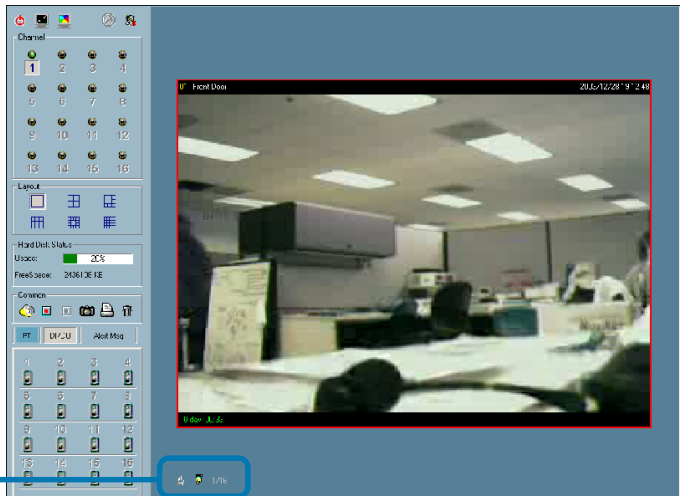 Channel
1 2 3 4
5 6 7 8
9 10 11 12
13 14 15 16
Front Door
Layout
Hard Disk Status
20%
FreeSpace: KB
Common
PT DI/DO Alert Msg
1 2 3 4
5 6 7 8
9 10 11 12
13 14 15 16
1/16